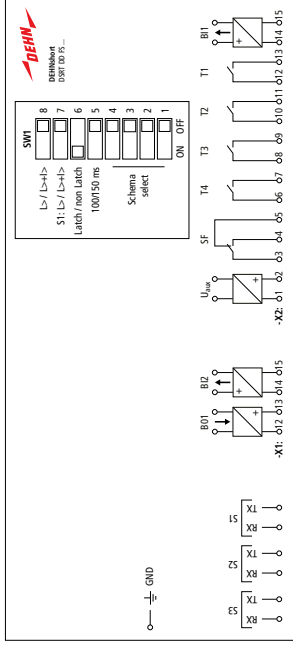 DEHN
DEHNshort
DSRT DD FS ...
SW1
L> / L>+I> 8
S1: L> / L>+I> 7
Latch / non Latch 6
100/150 ms 5
4
Schema 3
select 2
1
ON OFF
GND
S3 S2 S1 B01 BI2 Uaux SF T4 T3 T2 T1 BI1
RX TX RX TX RX TX
-X1: 12 13 14 15 -X2: 1 2 3 4 5 6 7 8 9 10 11 12 13 14 15